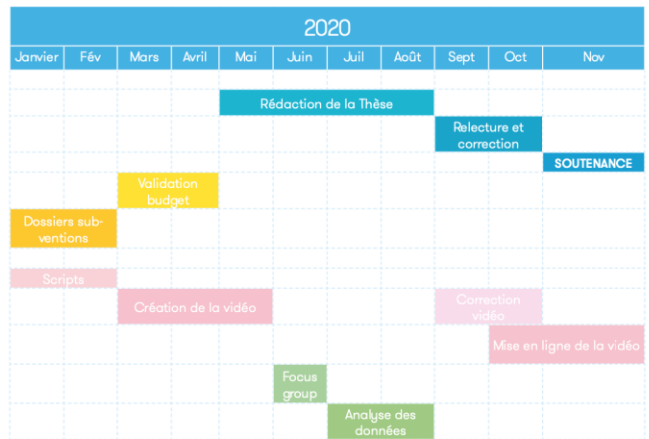 2020
Janvier Fév Mars Avril Mai Juin Juil Août Sept Oct Nov
Rédaction de la Thèse
Relecture et
correction
SOUTENANCE
Validation
budget
Dossiers sub-
ventions
Scripts
Création de la vidéo
Correction
vidéo
Mise en ligne de la vidéo
Focus
group
Analyse des
données